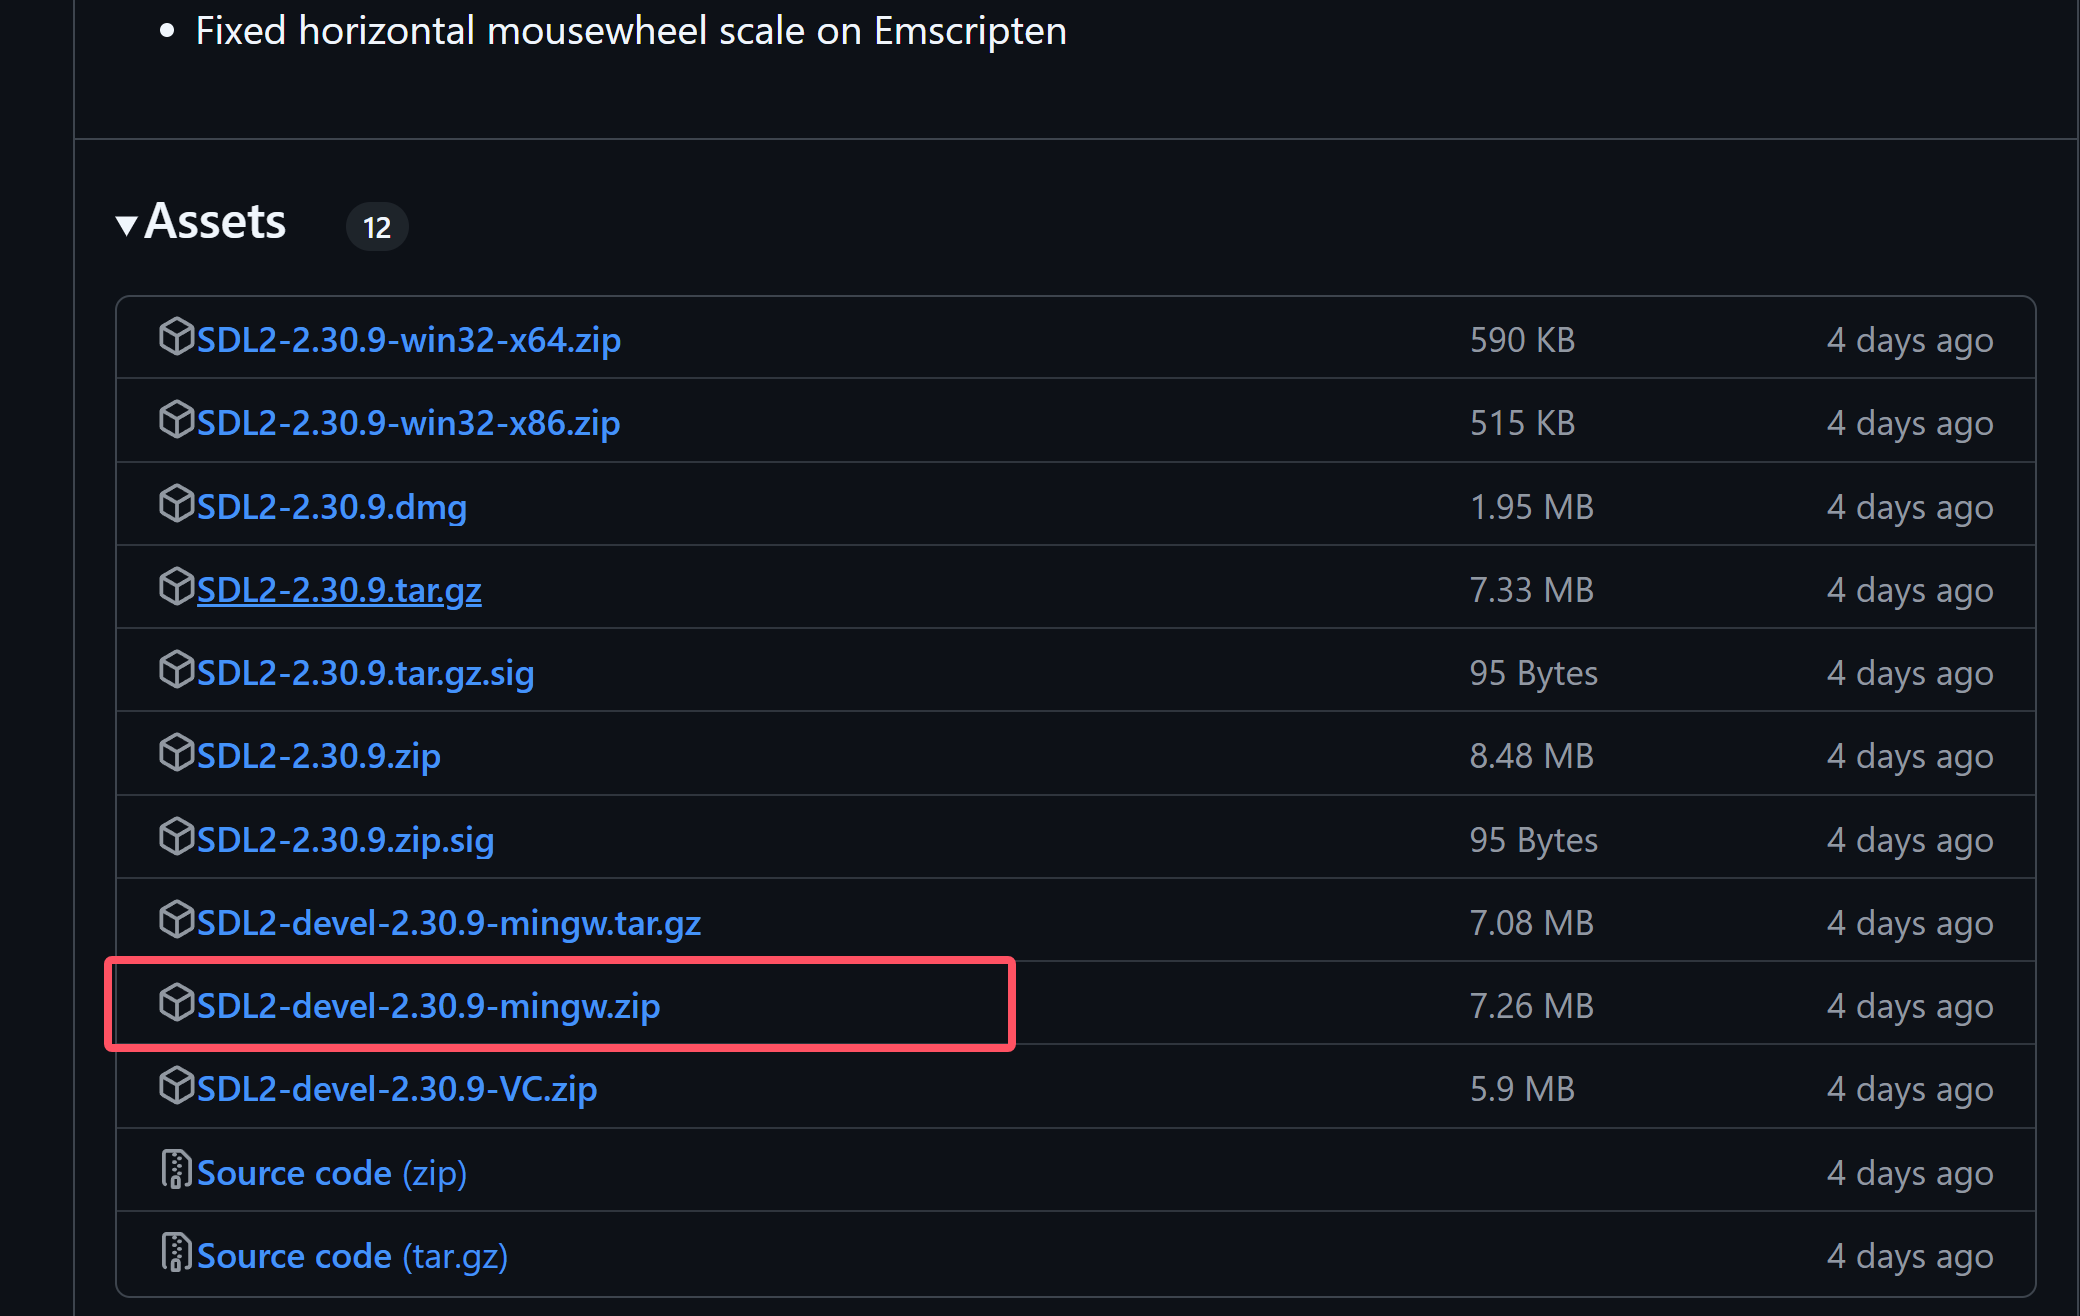 • Fixed horizontal mousewheel scale on Emscripten
▼Assets 12
SDL2-2.30.9-win32-x64.zip 590 KB 4 days ago
SDL2-2.30.9-win32-x86.zip 515 KB 4 days ago
SDL2-2.30.9.dmg 1.95 MB 4 days ago
SDL2-2.30.9.tar.gz 7.33 MB 4 days ago
SDL2-2.30.9.tar.gz.sig 95 Bytes 4 days ago
SDL2-2.30.9.zip 8.48 MB 4 days ago
SDL2-2.30.9.zip.sig 95 Bytes 4 days ago
SDL2-devel-2.30.9-mingw.tar.gz 7.08 MB 4 days ago
SDL2-devel-2.30.9-mingw.zip 7.26 MB 4 days ago
SDL2-devel-2.30.9-VC.zip 5.9 MB 4 days ago
Source code (zip) 4 days ago
Source code (tar.gz) 4 days ago